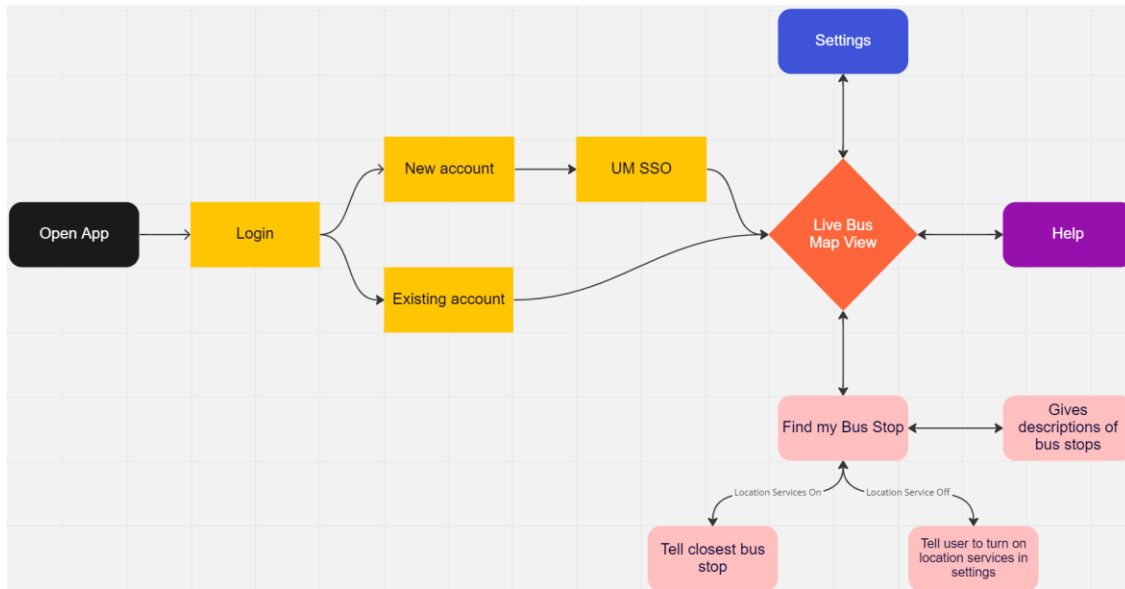 Settings
New account
UM SSO
Open App
Login
Live Bus
Map View
Help
Existing account
Find my Bus Stop
Gives
descriptions of
bus stops
Location Services On
Location Service Off
Tell closest bus
stop
Tell user to turn on
location services in
settings